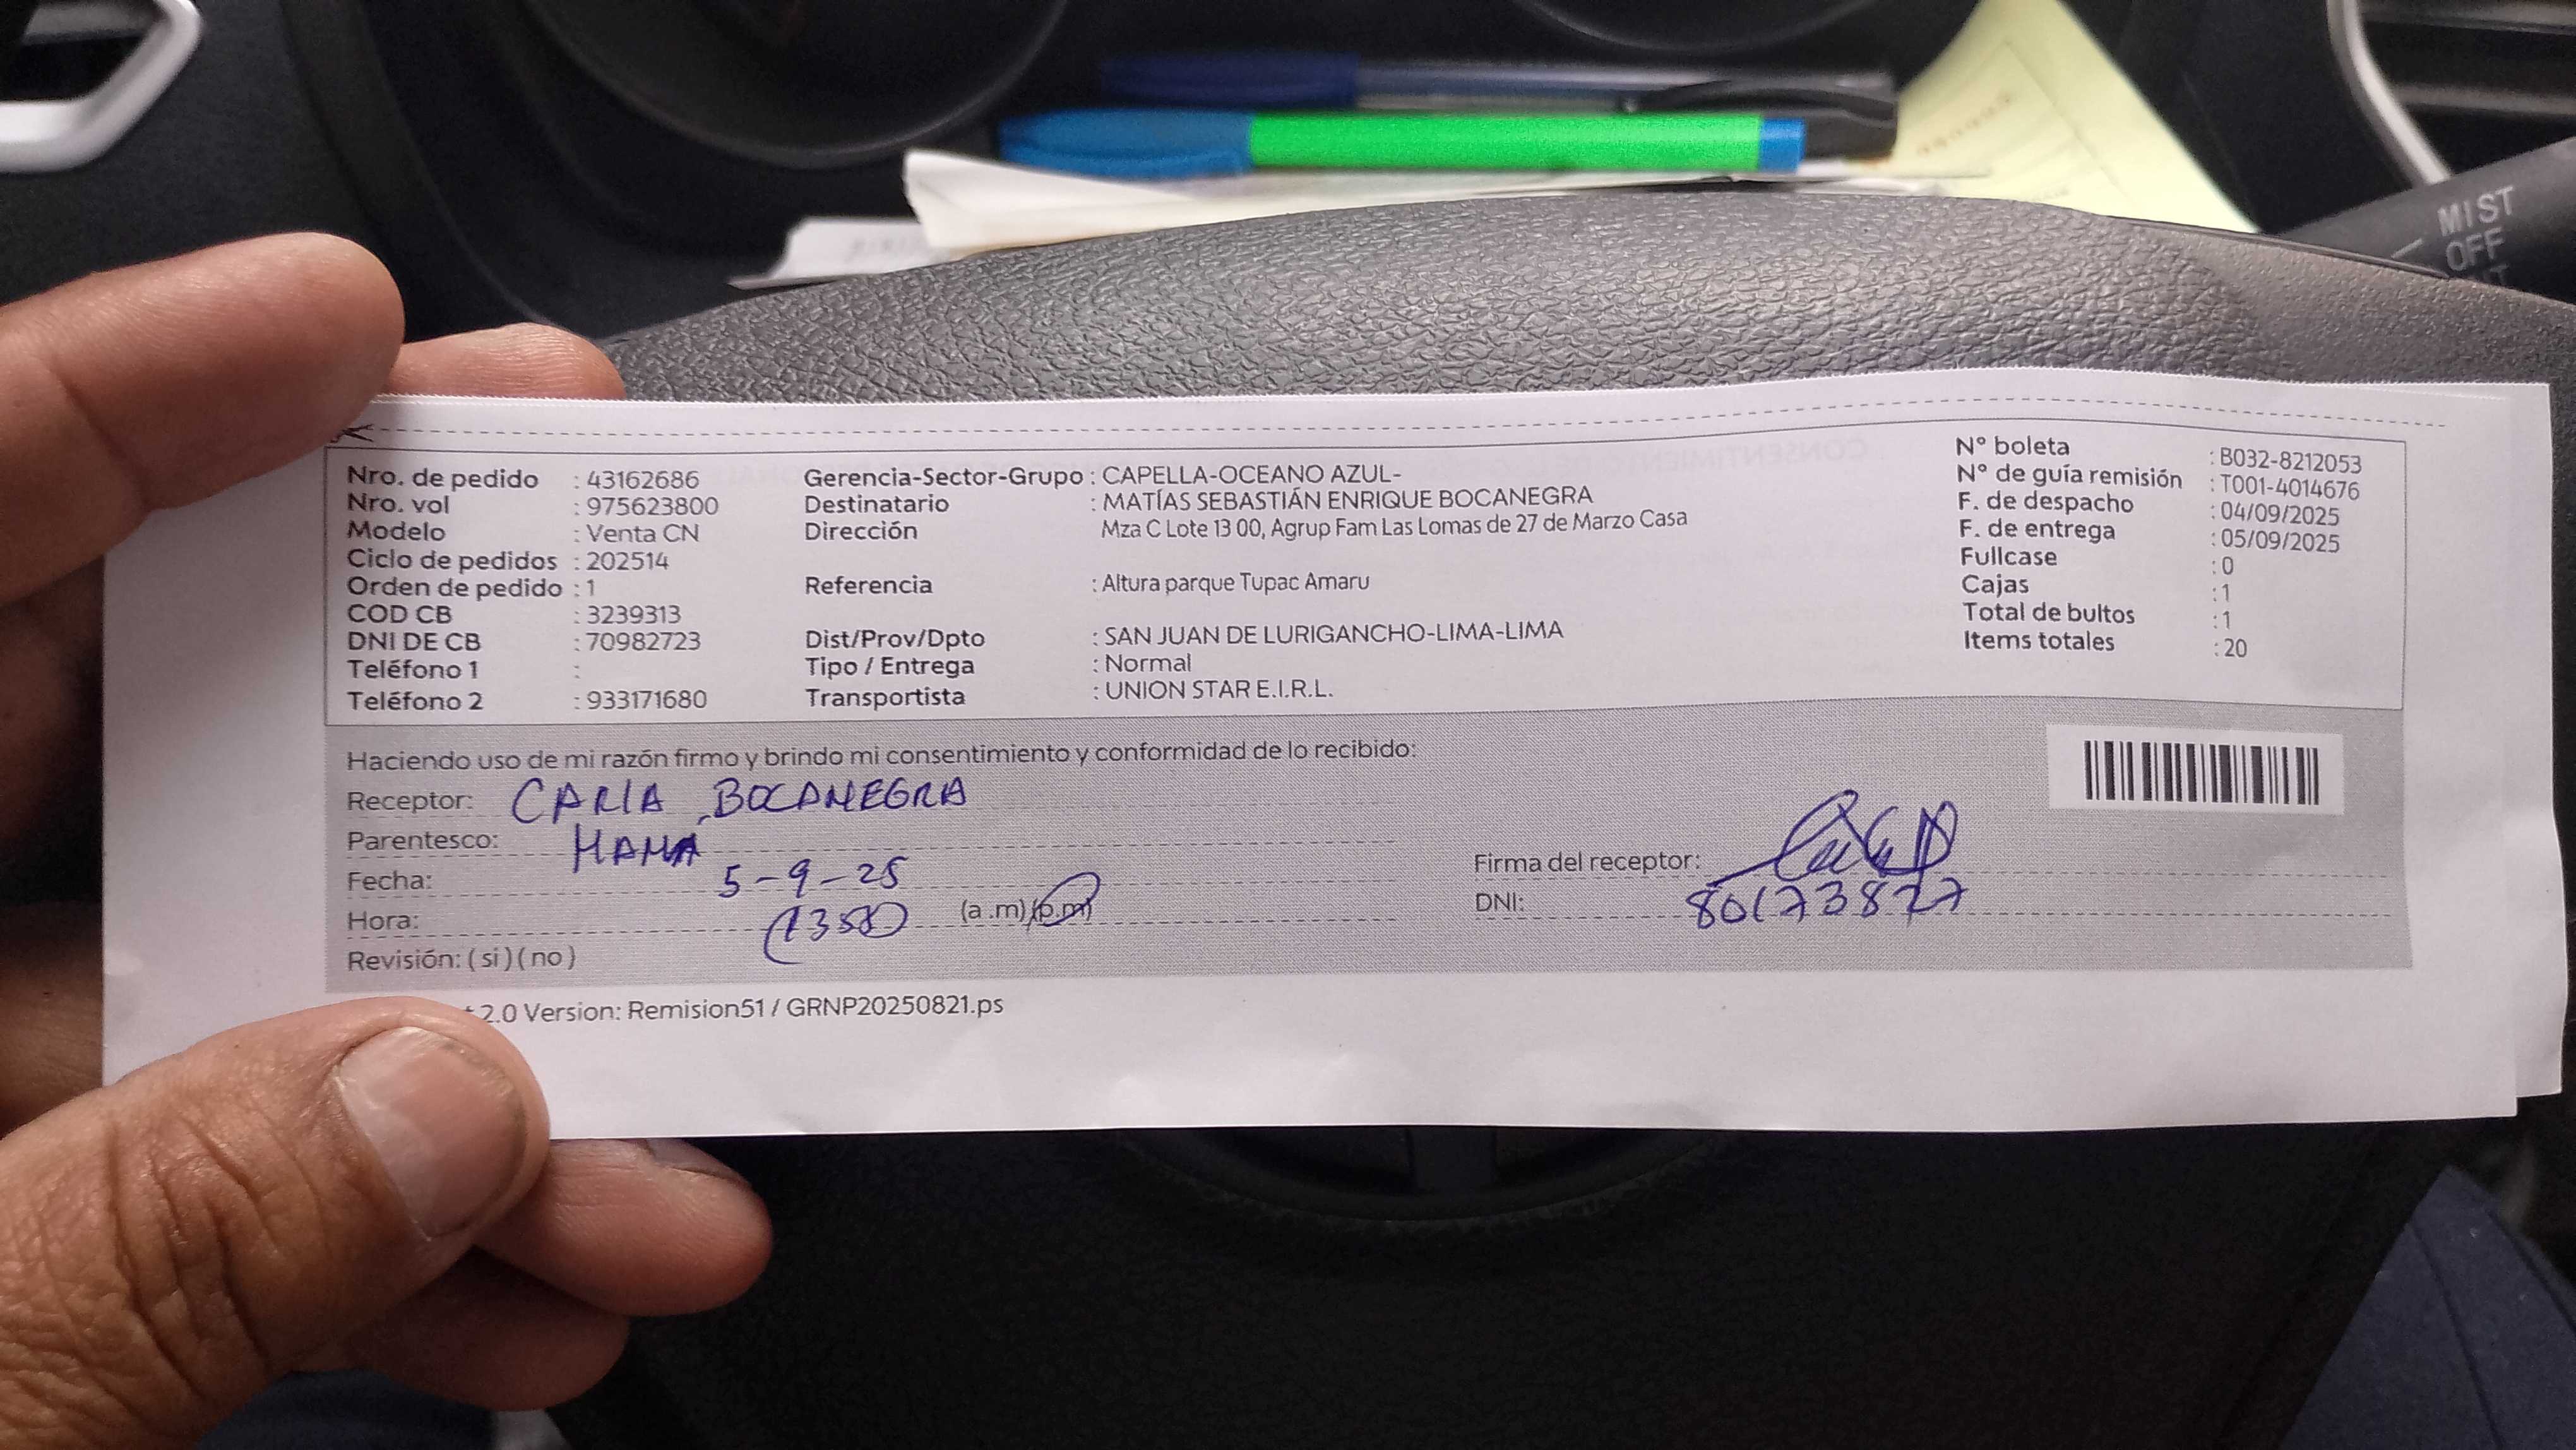 MIST
OFF
Nro. de pedido : 43162686
Nro. vol : 975623800
Modelo : Venta CN
Ciclo de pedidos : 202514
Orden de pedido : 1
COD CB : 3239313
DNI DE CB : 70982723
Teléfono 1 :
Teléfono 2 : 933171680
Gerencia-Sector-Grupo : CAPELLA-OCEANO AZUL-
Destinatario : MATÍAS SEBASTIÁN ENRIQUE BOCANEGRA
Dirección Mza C Lote 13 00, Agrup Fam Las Lomas de 27 de Marzo Casa
Referencia : Altura parque Tupac Amaru
Dist/Prov/Dpto : SAN JUAN DE LURIGANCHO-LIMA-LIMA
Tipo / Entrega : Normal
Transportista : UNION STAR E.I.R.L.
N° boleta : B032-8212053
N° de guía remisión : T001-4014676
F. de despacho : 04/09/2025
F. de entrega : 05/09/2025
Fullcase : 0
Cajas : 1
Total de bultos : 1
Items totales : 20
Haciendo uso de mi razón firmo y brindo mi consentimiento y conformidad de lo recibido:
Receptor: CARLA BOCANEGRA
Parentesco: MAMA
Fecha: 5-9-25
Hora: (a.m)(p.m)
Revisión: (si)(no)
Firma del receptor:
DNI: 80173827
2.0 Version: Remision51 / GRNP20250821.ps